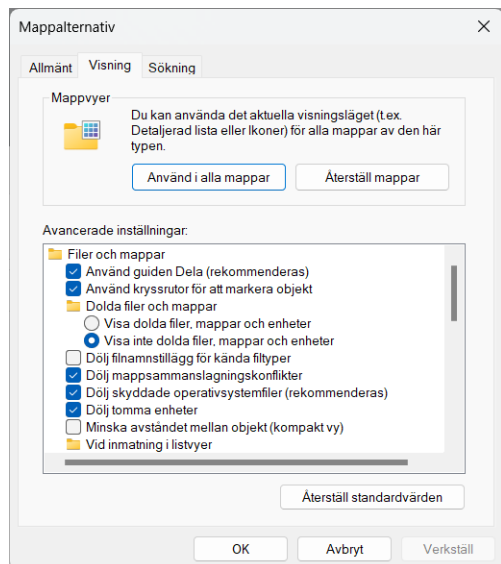 Mappalternativ
Allmänt Visning Sökning
Mappvyer
Du kan använda det aktuella visningsläget (t.ex.
Detaljerad lista eller Ikoner) för alla mappar av den här
typen.
Använd i alla mappar Återställ mappar
Avancerade inställningar:
Filer och mappar
Använd guiden Dela (rekommenderas)
Använd kryssrutor för att markera objekt
Dolda filer och mappar
Visa dolda filer, mappar och enheter
Visa inte dolda filer, mappar och enheter
Dölj filnamnstillägg för kända filtyper
Dölj mappsammanslagningskonflikter
Dölj skyddade operativsystemfiler (rekommenderas)
Dölj tomma enheter
Minska avståndet mellan objekt (kompakt vy)
Vid inmatning i listvyer
Återställ standardvärden
OK Avbryt Verkställ